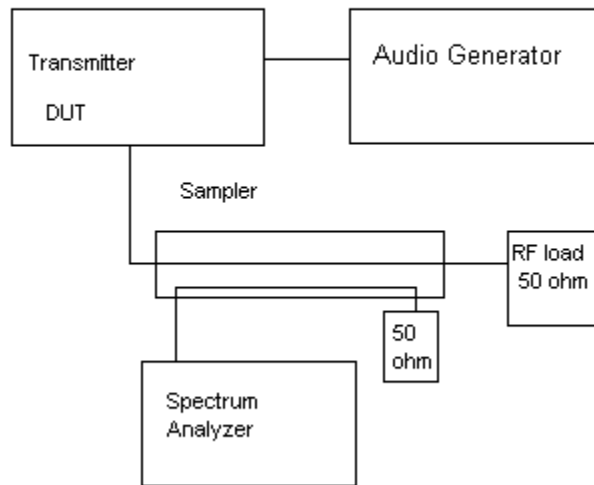 Transmitter
DUT
Audio Generator
Sampler
RF load
50 ohm
50
ohm
Spectrum
Analyzer